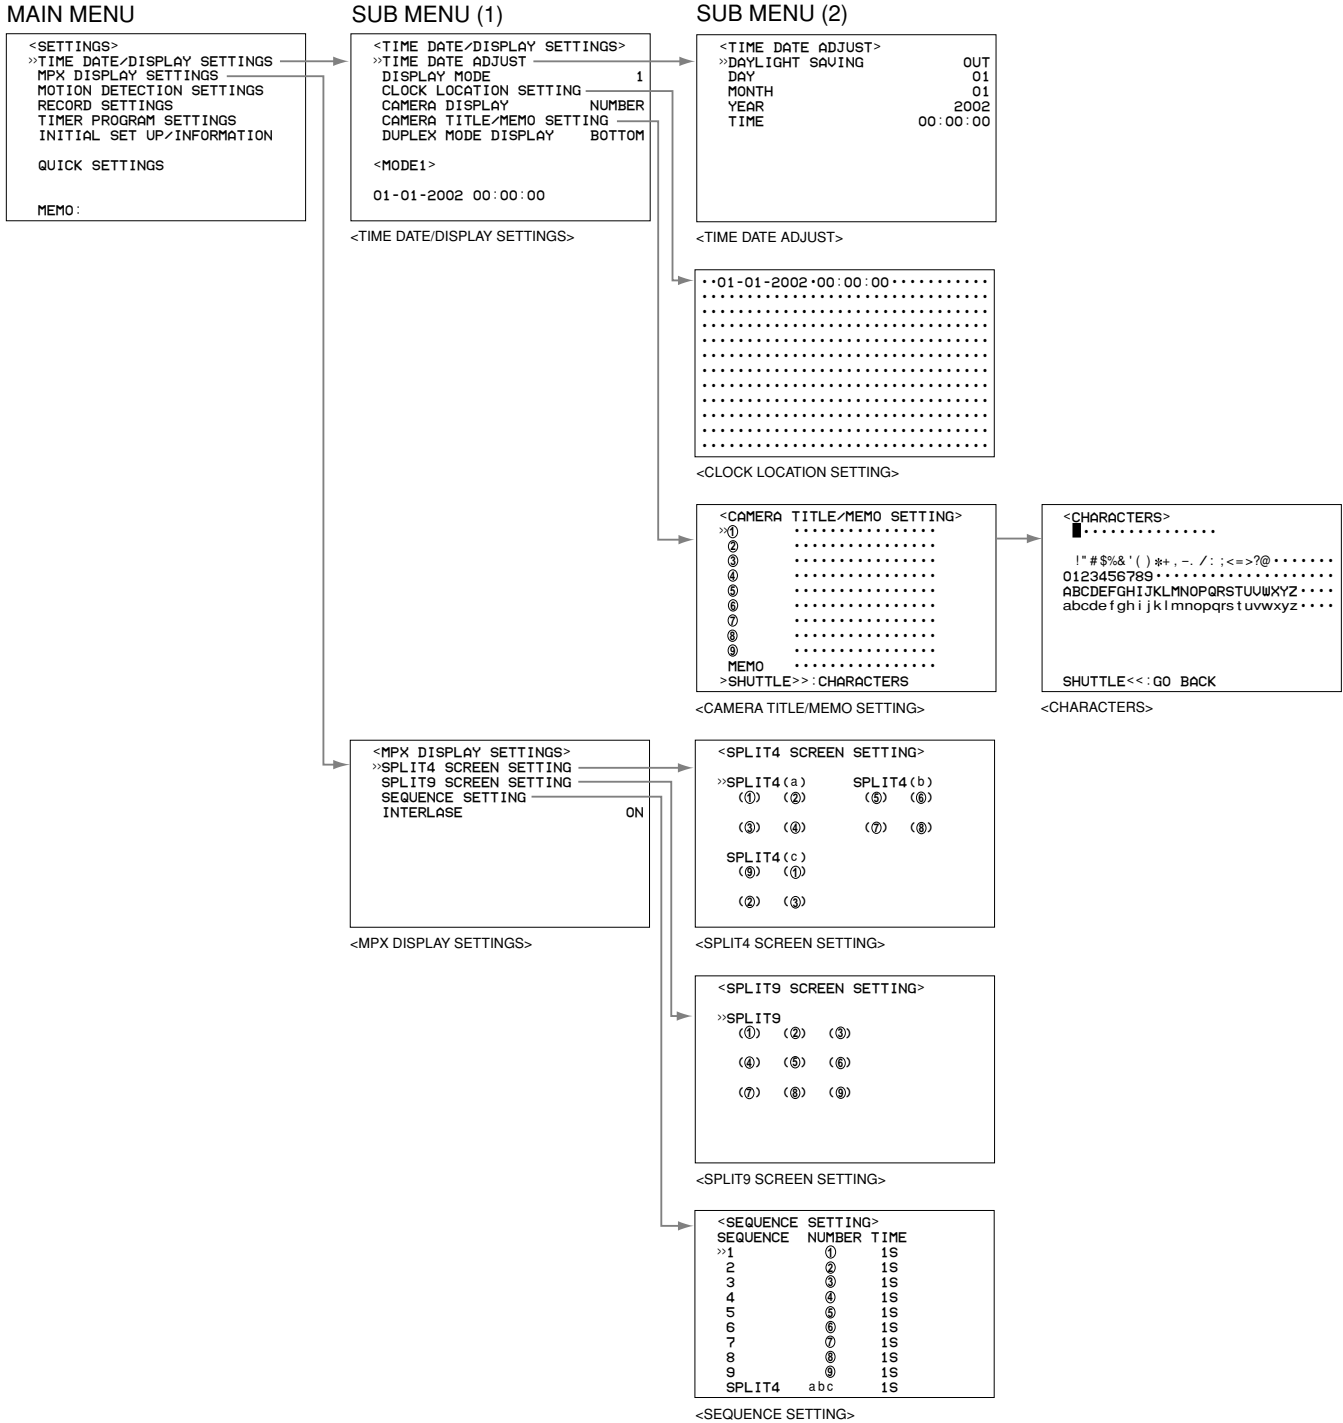 MAIN MENU
<SETTINGS>
»TIME DATE/DISPLAY SETTINGS
MPX DISPLAY SETTINGS
MOTION DETECTION SETTINGS
RECORD SETTINGS
TIMER PROGRAM SETTINGS
INITIAL SET UP/INFORMATION
QUICK SETTINGS
MEMO:
SUB MENU (1)
<TIME DATE/DISPLAY SETTINGS>
»TIME DATE ADJUST
DISPLAY MODE 1
CLOCK LOCATION SETTING
CAMERA DISPLAY NUMBER
CAMERA TITLE/MEMO SETTING
DUPLEX MODE DISPLAY BOTTOM
<MODE1>
01-01-2002 00:00:00
<TIME DATE/DISPLAY SETTINGS>
SUB MENU (2)
<TIME DATE ADJUST>
»DAYLIGHT SAVING OUT
DAY 01
MONTH 01
YEAR 2002
TIME 00:00:00
<TIME DATE ADJUST>
··01-01-2002·00:00:00···········
<CLOCK LOCATION SETTING>
<CAMERA TITLE/MEMO SETTING>
»① ················
② ················
③ ················
④ ················
⑤ ················
⑥ ················
⑦ ················
⑧ ················
⑨ ················
MEMO ················
>SHUTTLE>>:CHARACTERS
<CAMERA TITLE/MEMO SETTING>
<CHARACTERS>
■···············
!"#$%&'()*+,-./:;<=>?@·······
0123456789····················
ABCDEFGHIJKLMNOPQRSTUVWXYZ····
abcdefghijklmnopqrstuvwxyz····
SHUTTLE<<:GO BACK
<CHARACTERS>
<MPX DISPLAY SETTINGS>
»SPLIT4 SCREEN SETTING
SPLIT9 SCREEN SETTING
SEQUENCE SETTING
INTERLASE ON
<MPX DISPLAY SETTINGS>
<SPLIT4 SCREEN SETTING>
»SPLIT4(a) SPLIT4(b)
(①) (②) (⑤) (⑥)
(③) (④) (⑦) (⑧)
SPLIT4(c)
(⑨) (①)
(②) (③)
<SPLIT4 SCREEN SETTING>
<SPLIT9 SCREEN SETTING>
»SPLIT9
(①) (②) (③)
(④) (⑤) (⑥)
(⑦) (⑧) (⑨)
<SPLIT9 SCREEN SETTING>
<SEQUENCE SETTING>
SEQUENCE NUMBER TIME
»1 ① 1S
2 ② 1S
3 ③ 1S
4 ④ 1S
5 ⑤ 1S
6 ⑥ 1S
7 ⑦ 1S
8 ⑧ 1S
9 ⑨ 1S
SPLIT4 abc 1S
<SEQUENCE SETTING>